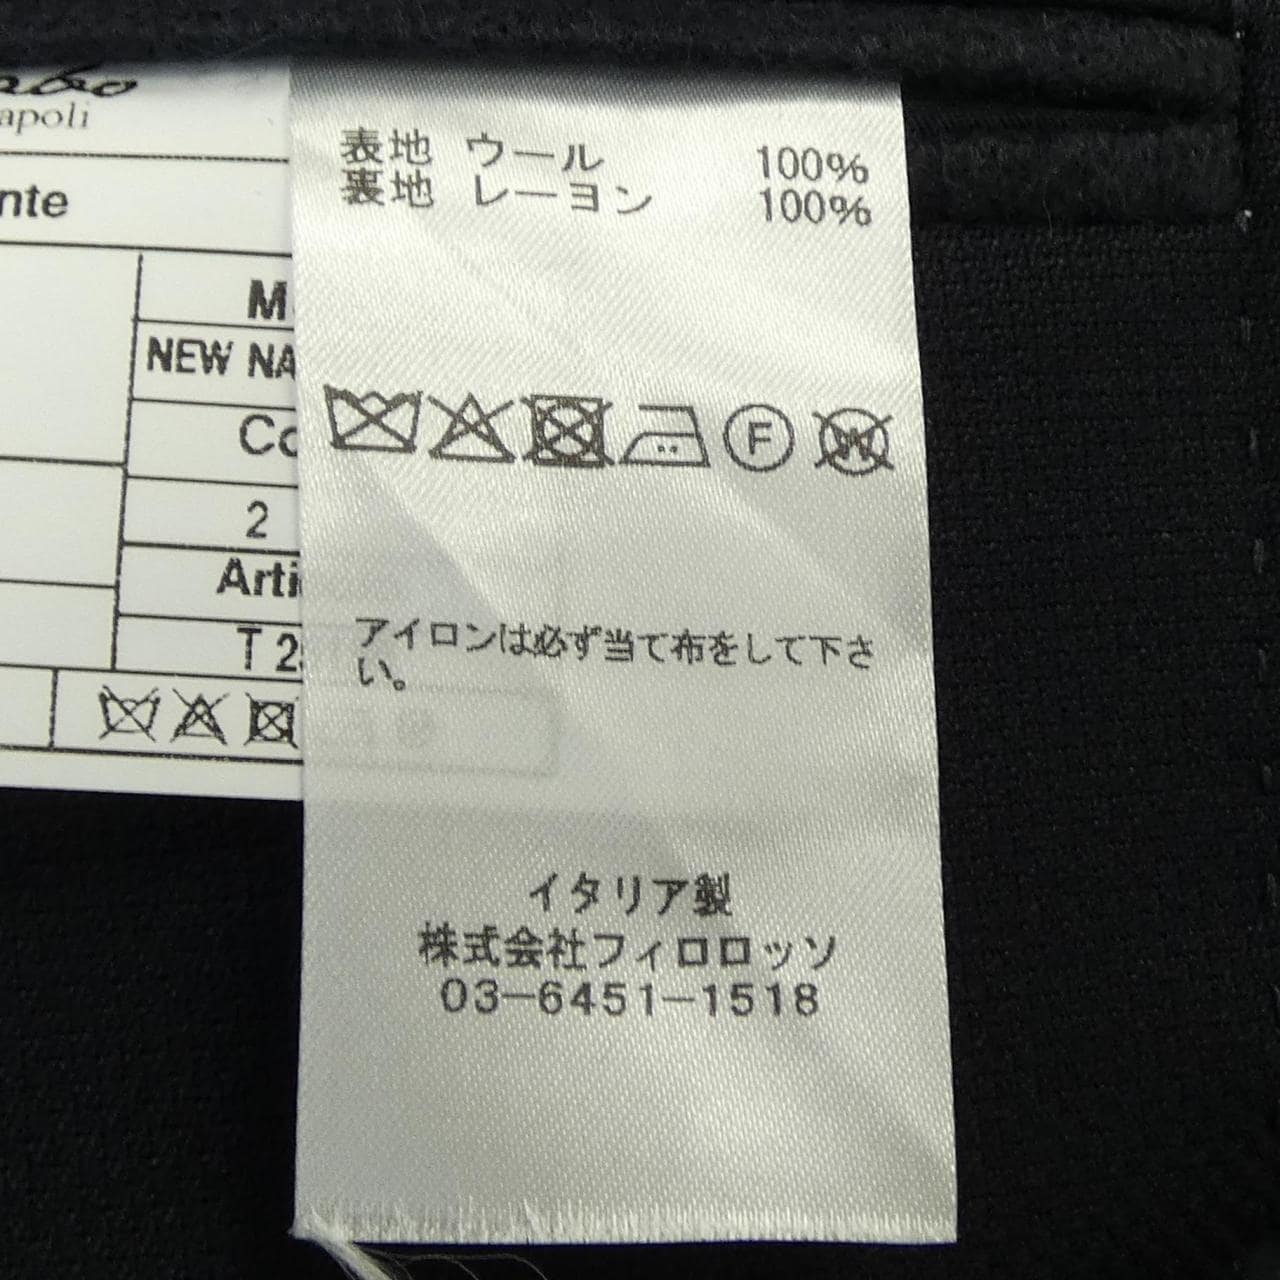 apoli
表地 ウール 100%
裏地 レーヨン 100%
nte
M
NEW NA
Co
2
Arti
T 2
F
W
アイロンは必ず当て布をして下さ
い。
イタリア製
株式会社フィロロッソ
03-6451-1518